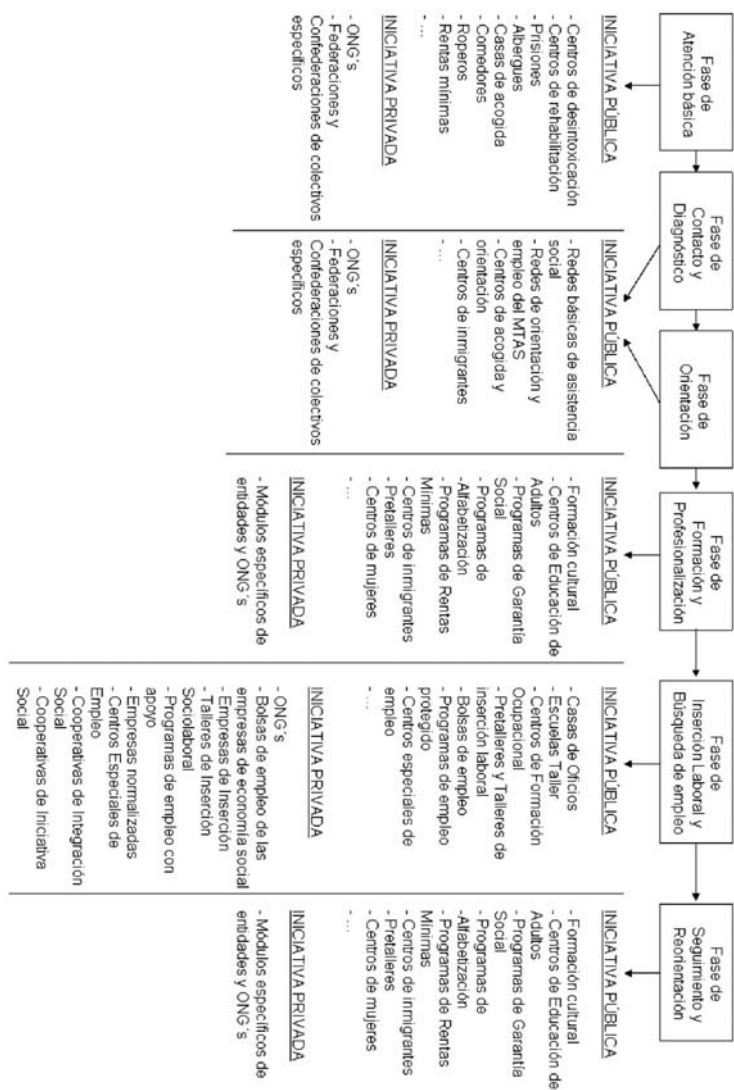 Fase de
Atención básica
Fase de
Contacto y
Diagnóstico
Fase de
Orientación
Fase de
Formación y
Profesionalización
Fase de
Inserción Laboral y
Búsqueda de empleo
Fase de
Seguimiento y
Reorientación
INICIATIVA PÚBLICA
- Centros de desintoxicación
- Centros de rehabilitación
- Prisiones
- Albergues
- Casas de acogida
- Comedores
- Roperos
- Rentas mínimas
- ...
INICIATIVA PRIVADA
- ONG´s
- Federaciones y
Confederaciones de colectivos
específicos
INICIATIVA PÚBLICA
- Redes básicas de asistencia
social
- Redes de orientación y
empleo del MTAS
- Centros de acogida y
orientación
- Centros de inmigrantes
- ...
INICIATIVA PRIVADA
- ONG´s
- Federaciones y
Confederaciones de colectivos
específicos
INICIATIVA PÚBLICA
- Formación cultural
- Centros de Educación de
Adultos
- Programas de Garantía
Social
- Programas de
-Alfabetización
- Programas de Rentas
Mínimas
- Centros de inmigrantes
- Pretalleres
- Centros de mujeres
- ...
INICIATIVA PRIVADA
- Módulos específicos de
entidades y ONG´s
INICIATIVA PÚBLICA
- Casas de Oficios
- Escuelas Taller
- Centros de Formación
Ocupacional
- Pretalleres y Talleres de
inserción laboral
- Bolsas de empleo
- Programas de empleo
protegido
- Centros especiales de
empleo
- ...
INICIATIVA PRIVADA
- ONG´s
- Bolsas de empleo de las
empresas de economía social
- Empresas de Inserción
- Talleres de Inserción
Sociolaboral
- Programas de empleo con
apoyo
- Empresas normalizadas
- Centros Especiales de
Empleo
- Cooperativas de Integración
Social
- Cooperativas de Iniciativa
Social
INICIATIVA PÚBLICA
- Formación cultural
- Centros de Educación de
Adultos
- Programas de Garantía
Social
- Programas de
-Alfabetización
- Programas de Rentas
Mínimas
- Centros de inmigrantes
- Pretalleres
- Centros de mujeres
- ...
INICIATIVA PRIVADA
- Módulos específicos de
entidades y ONG´s